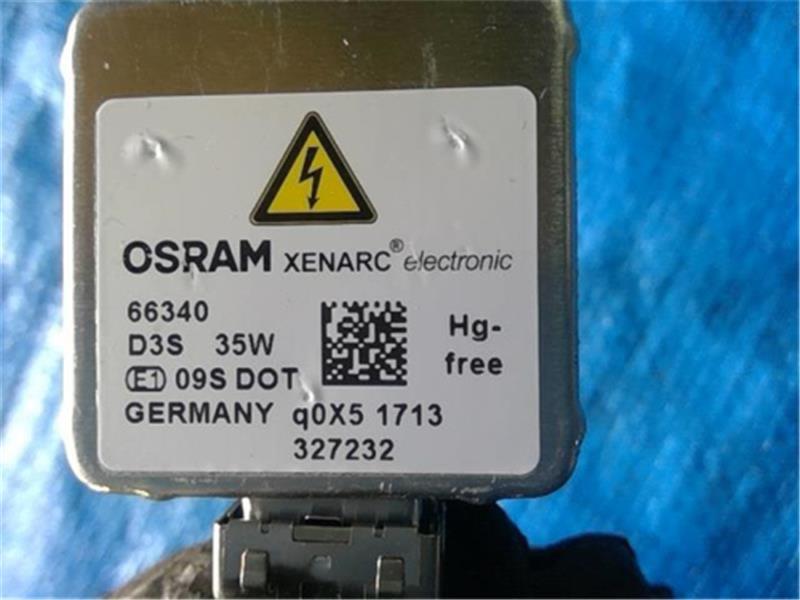 OSRAM XENARC® electronic
66340
D3S 35W
E1 09S DOT
Hg-
free
GERMANY q0X5 1713
327232